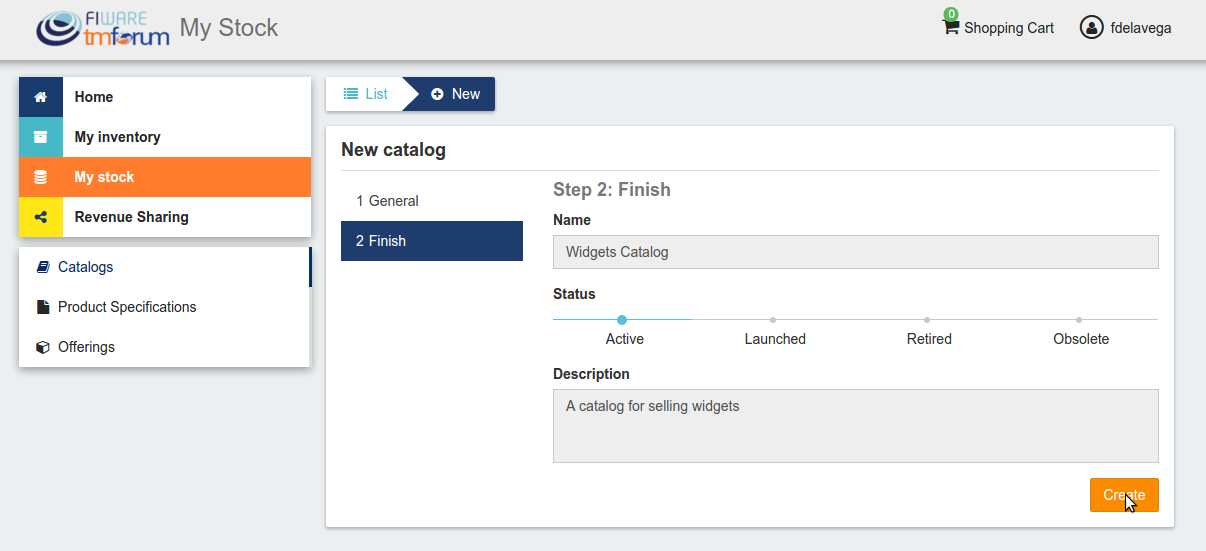 FIWARE
tmforum
My Stock
0
Shopping Cart
fdelavega
Home
My inventory
My stock
Revenue Sharing
Catalogs
Product Specifications
Offerings
List
New
New catalog
1 General
2 Finish
Step 2: Finish
Name
Widgets Catalog
Status
Active Launched Retired Obsolete
Description
A catalog for selling widgets
Create